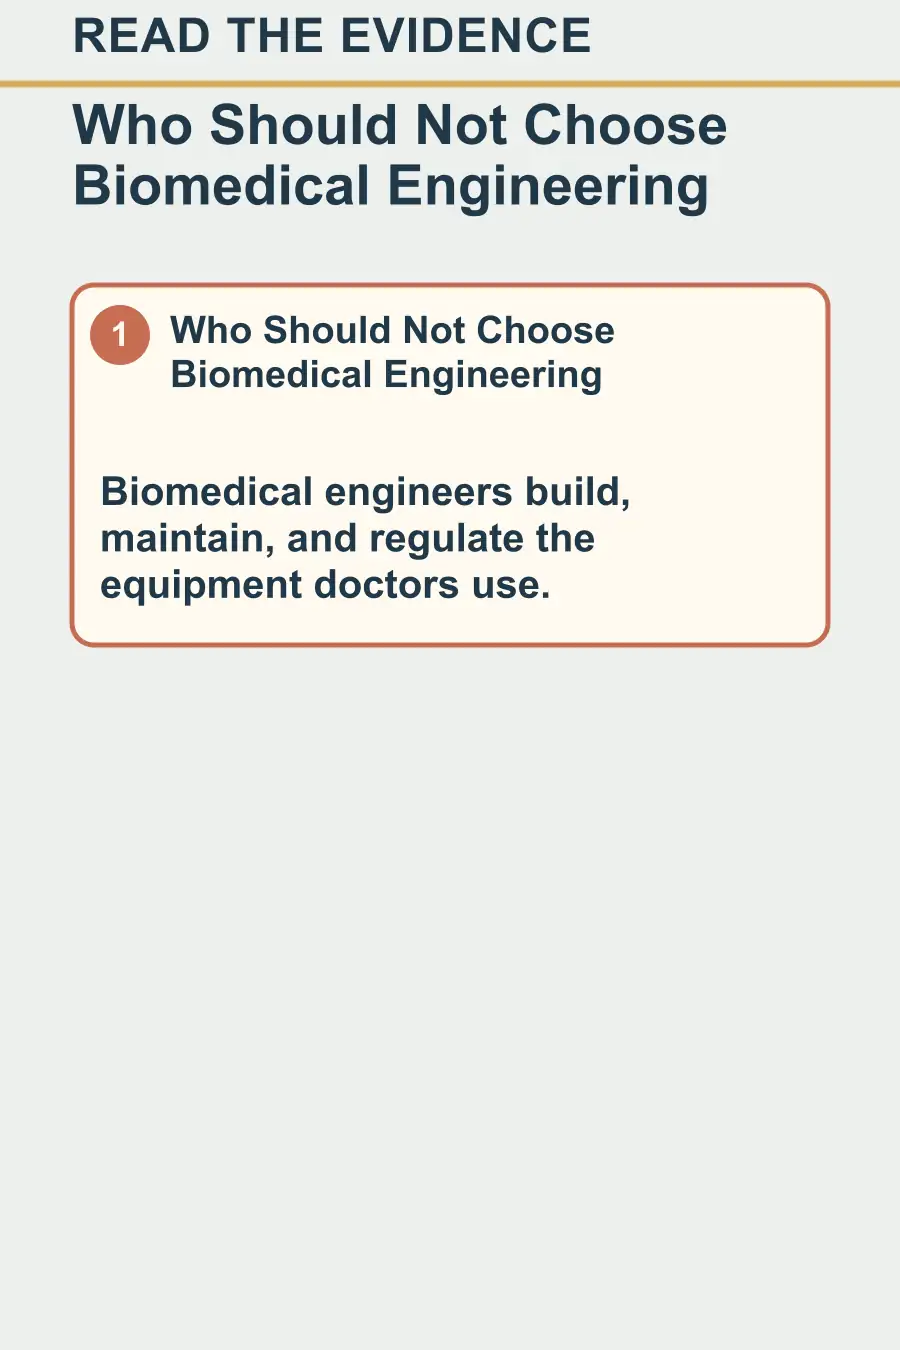 READ THE EVIDENCE
Who Should Not Choose
Biomedical Engineering
1
Who Should Not Choose
Biomedical Engineering
Biomedical engineers build,
maintain, and regulate the
equipment doctors use.